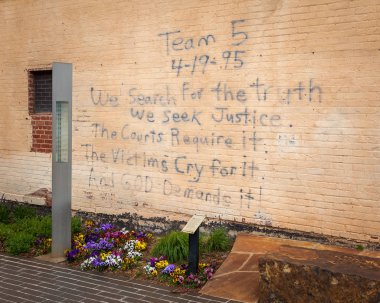 Team 5
4-19-95
We Search For the truth
We seek Justice.
The Courts Require it.
The Victims Cry for it.
And GOD Demands it!